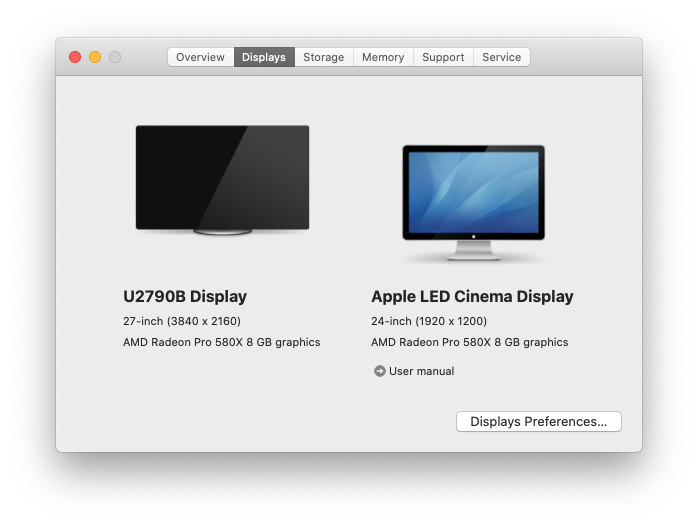 Overview Displays Storage Memory Support Service
U2790B Display
27-inch (3840 x 2160)
AMD Radeon Pro 580X 8 GB graphics
Apple LED Cinema Display
24-inch (1920 x 1200)
AMD Radeon Pro 580X 8 GB graphics
User manual
Displays Preferences...